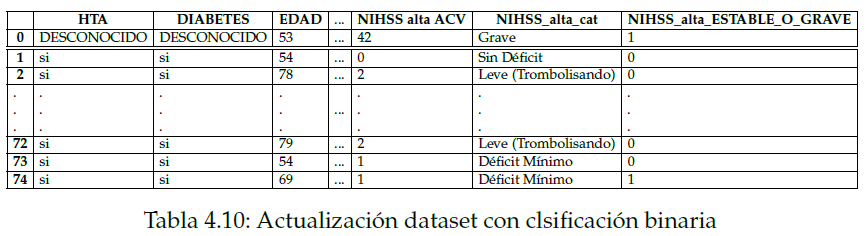 HTA DIABETES EDAD ... NIHSS alta ACV NIHSS_alta_cat NIHSS_alta_ESTABLE_O_GRAVE
0 DESCONOCIDO DESCONOCIDO 53 ... 42 Grave 1
1 si si 54 ... 0 Sin Déficit 0
2 si si 78 ... 2 Leve (Trombolisando) 0
. . . . . . .
. . . ... . . .
. . . . . .
72 si si 79 ... 2 Leve (Trombolisando) 0
73 si si 54 ... 1 Déficit Mínimo 0
74 si si 69 ... 1 Déficit Mínimo 1
Tabla 4.10: Actualización dataset con clsificación binaria